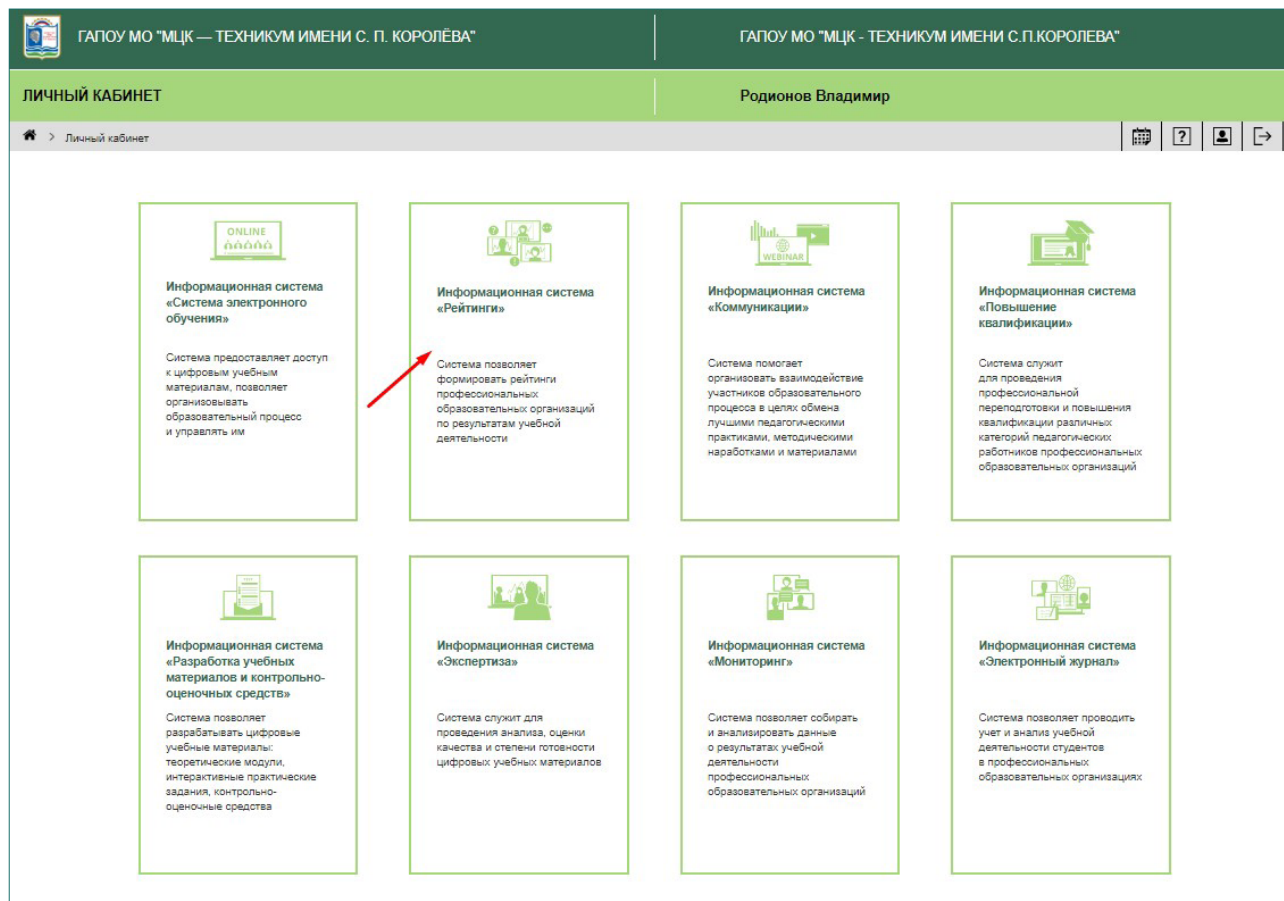 ГАПОУ МО "МЦК — ТЕХНИКУМ ИМЕНИ С. П. КОРОЛЁВА"
ГАПОУ МО "МЦК - ТЕХНИКУМ ИМЕНИ С.П.КОРОЛЕВА"
ЛИЧНЫЙ КАБИНЕТ
Родионов Владимир
> Личный кабинет
?
ONLINE
Информационная система
«Система электронного
обучения»
Система предоставляет доступ
к цифровым учебным
материалам, позволяет
организовывать
образовательный процесс
и управлять им
Информационная система
«Рейтинги»
Система позволяет
формировать рейтинги
профессиональных
образовательных организаций
по результатам учебной
деятельности
WEBINAR
Информационная система
«Коммуникации»
Система помогает
организовать взаимодействие
участников образовательного
процесса в целях обмена
лучшими педагогическими
практиками, методическими
наработками и материалами
Информационная система
«Повышение
квалификации»
Система служит
для проведения
профессиональной
переподготовки и повышения
квалификации различных
категорий педагогических
работников профессиональных
образовательных организаций
Информационная система
«Разработка учебных
материалов и контрольно-
оценочных средств»
Система позволяет
разрабатывать цифровые
учебные материалы:
теоретические модули,
интерактивные практические
задания, контрольно-
оценочные средства
Информационная система
«Экспертиза»
Система служит для
проведения анализа, оценки
качества и степени готовности
цифровых учебных материалов
Информационная система
«Мониторинг»
Система позволяет собирать
и анализировать данные
о результатах учебной
деятельности
профессиональных
образовательных организаций
Информационная система
«Электронный журнал»
Система позволяет проводить
учет и анализ учебной
деятельности студентов
в профессиональных
образовательных организациях